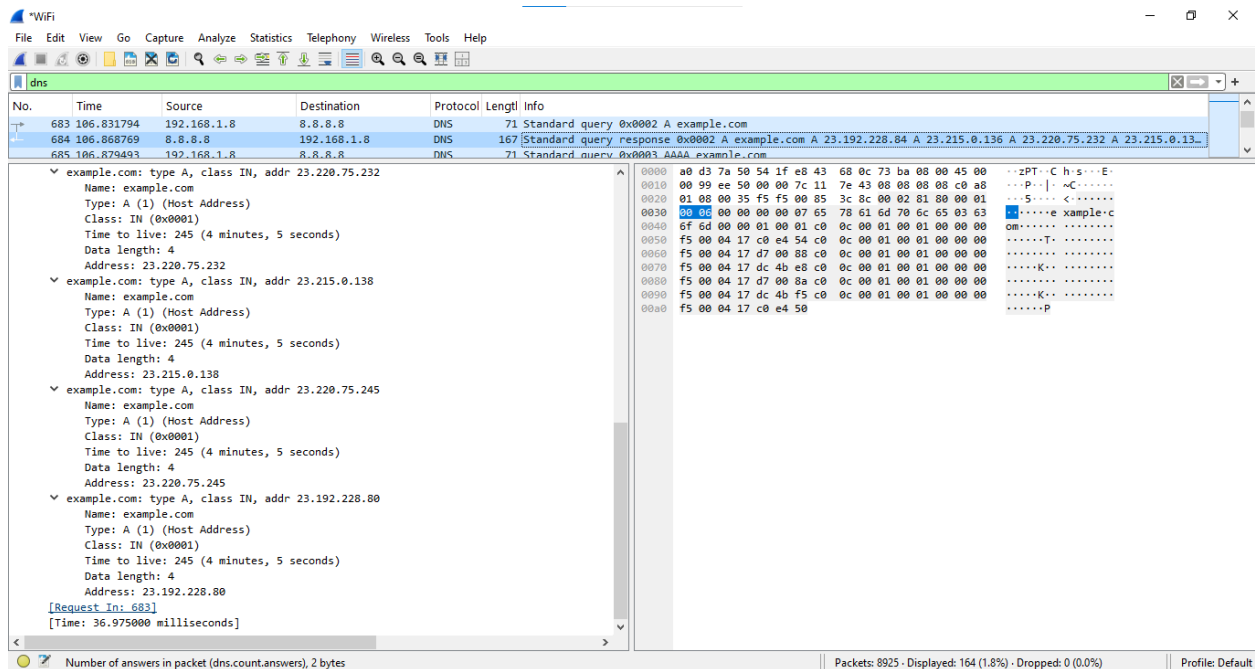 *WiFi
File Edit View Go Capture Analyze Statistics Telephony Wireless Tools Help
dns
No. Time Source Destination Protocol Lengtl Info
683 106.831794 192.168.1.8 8.8.8.8 DNS 71 Standard query 0x0002 A example.com
684 106.868769 8.8.8.8 192.168.1.8 DNS 167 Standard query response 0x0002 A example.com A 23.192.228.84 A 23.215.0.136 A 23.220.75.232 A 23.215.0.13…
685 106.879493 192.168.1.8 8.8.8.8 DNS 71 Standard query 0x0003 AAAA example.com
example.com: type A, class IN, addr 23.220.75.232
Name: example.com
Type: A (1) (Host Address)
Class: IN (0x0001)
Time to live: 245 (4 minutes, 5 seconds)
Data length: 4
Address: 23.220.75.232
example.com: type A, class IN, addr 23.215.0.138
Name: example.com
Type: A (1) (Host Address)
Class: IN (0x0001)
Time to live: 245 (4 minutes, 5 seconds)
Data length: 4
Address: 23.215.0.138
example.com: type A, class IN, addr 23.220.75.245
Name: example.com
Type: A (1) (Host Address)
Class: IN (0x0001)
Time to live: 245 (4 minutes, 5 seconds)
Data length: 4
Address: 23.220.75.245
example.com: type A, class IN, addr 23.192.228.80
Name: example.com
Type: A (1) (Host Address)
Class: IN (0x0001)
Time to live: 245 (4 minutes, 5 seconds)
Data length: 4
Address: 23.192.228.80
[Request In: 683]
[Time: 36.975000 milliseconds]
0000 a0 d3 7a 50 54 1f e8 43 68 0c 73 ba 08 00 45 00 ··zPT··C h·s···E·
0010 00 99 ee 50 00 00 7c 11 7e 43 08 08 08 08 c0 a8 ···P··|· ~C······
0020 01 08 00 35 f5 f5 00 85 3c 8c 00 02 81 80 00 01 ···5···· <·······
0030 00 06 00 00 00 00 07 65 78 61 6d 70 6c 65 03 63 ·······e xample·c
0040 6f 6d 00 00 01 00 01 c0 0c 00 01 00 01 00 00 00 om······ ········
0050 f5 00 04 17 c0 e4 54 c0 0c 00 01 00 01 00 00 00 ······T· ········
0060 f5 00 04 17 d7 00 88 c0 0c 00 01 00 01 00 00 00 ········ ········
0070 f5 00 04 17 dc 4b e8 c0 0c 00 01 00 01 00 00 00 ·····K·· ········
0080 f5 00 04 17 d7 00 8a c0 0c 00 01 00 01 00 00 00 ········ ········
0090 f5 00 04 17 dc 4b f5 c0 0c 00 01 00 01 00 00 00 ·····K·· ········
00a0 f5 00 04 17 c0 e4 50 ······P
Number of answers in packet (dns.count.answers), 2 bytes
Packets: 8925 · Displayed: 164 (1.8%) · Dropped: 0 (0.0%)
Profile: Default